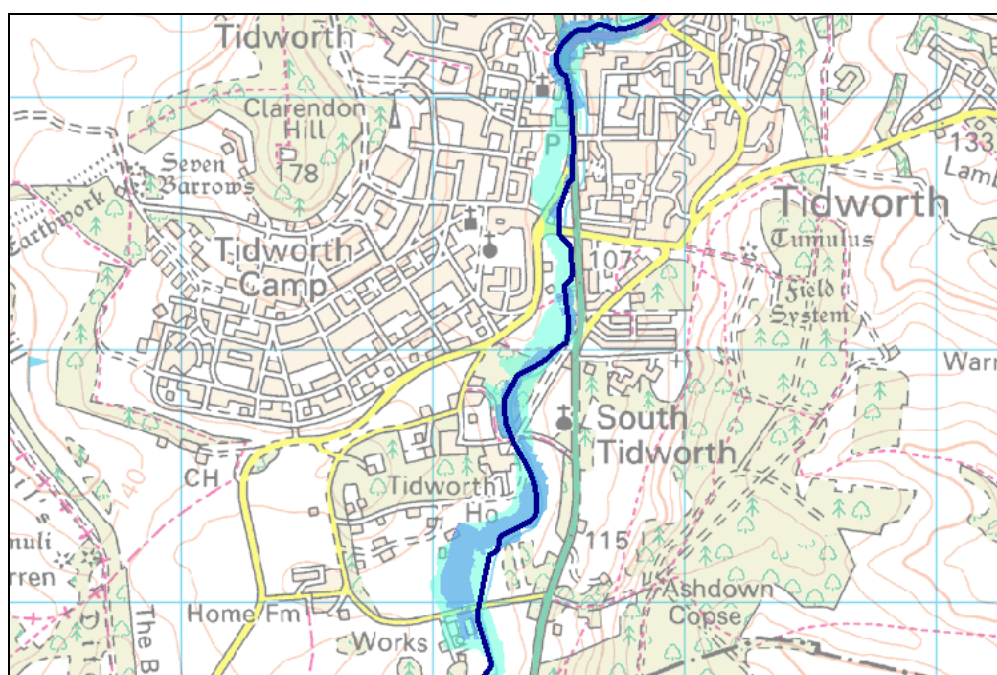 Tidworth
Clarendon
Hill
178
P
133
Lamb
Seven
Barrows
Earthwork
Tidworth
Tumulus
Tidworth
Camp
107
Field
System
Warr
South
Tidworth
CH
140
Tidworth
Ho
115
muli
rren
Ashdown
Copse
Home Fm
Works
The B